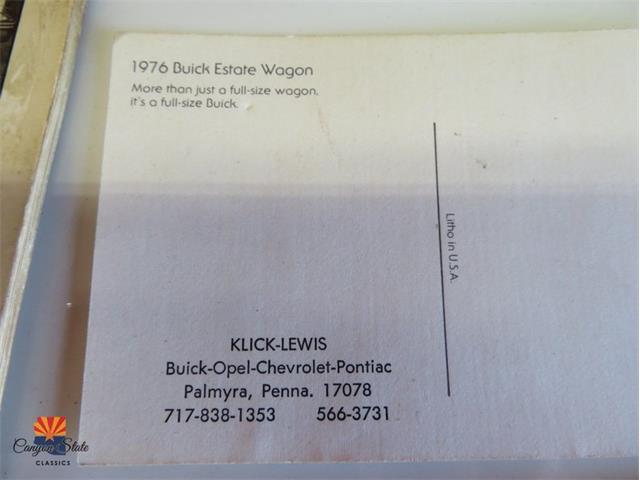 1976 Buick Estate Wagon
More than just a full-size wagon,
it's a full-size Buick.
Litho in U.S.A.
KLICK-LEWIS
Buick-Opel-Chevrolet-Pontiac
Palmyra, Penna. 17078
717-838-1353 566-3731
Canyon State
CLASSICS